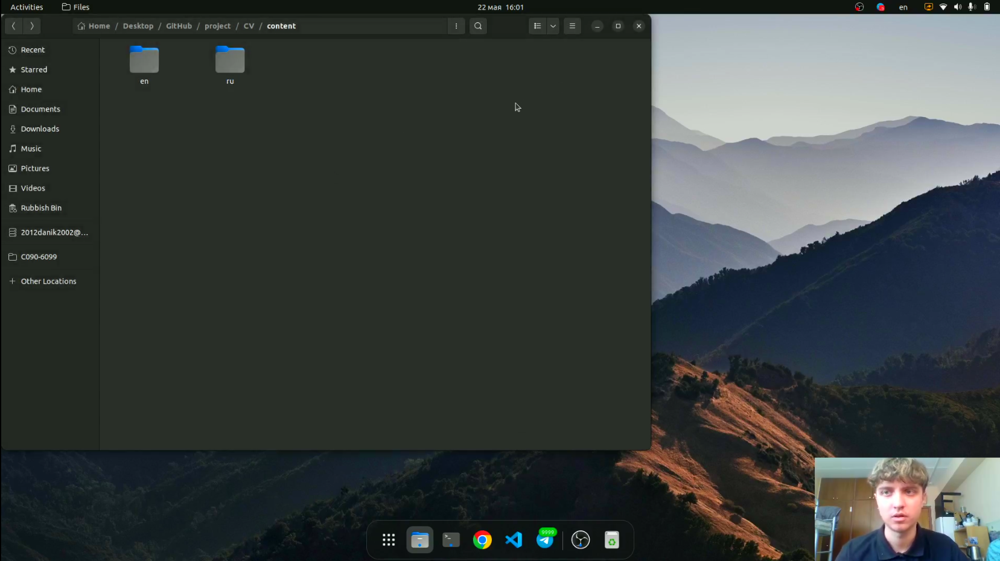 Activities Files 22 мая 16:01 en
Home / Desktop / GitHub / project / CV / content
Recent
Starred
Home
Documents
Downloads
Music
Pictures
Videos
Rubbish Bin
2012danik2002@...
C090-6099
Other Locations
en ru
9999